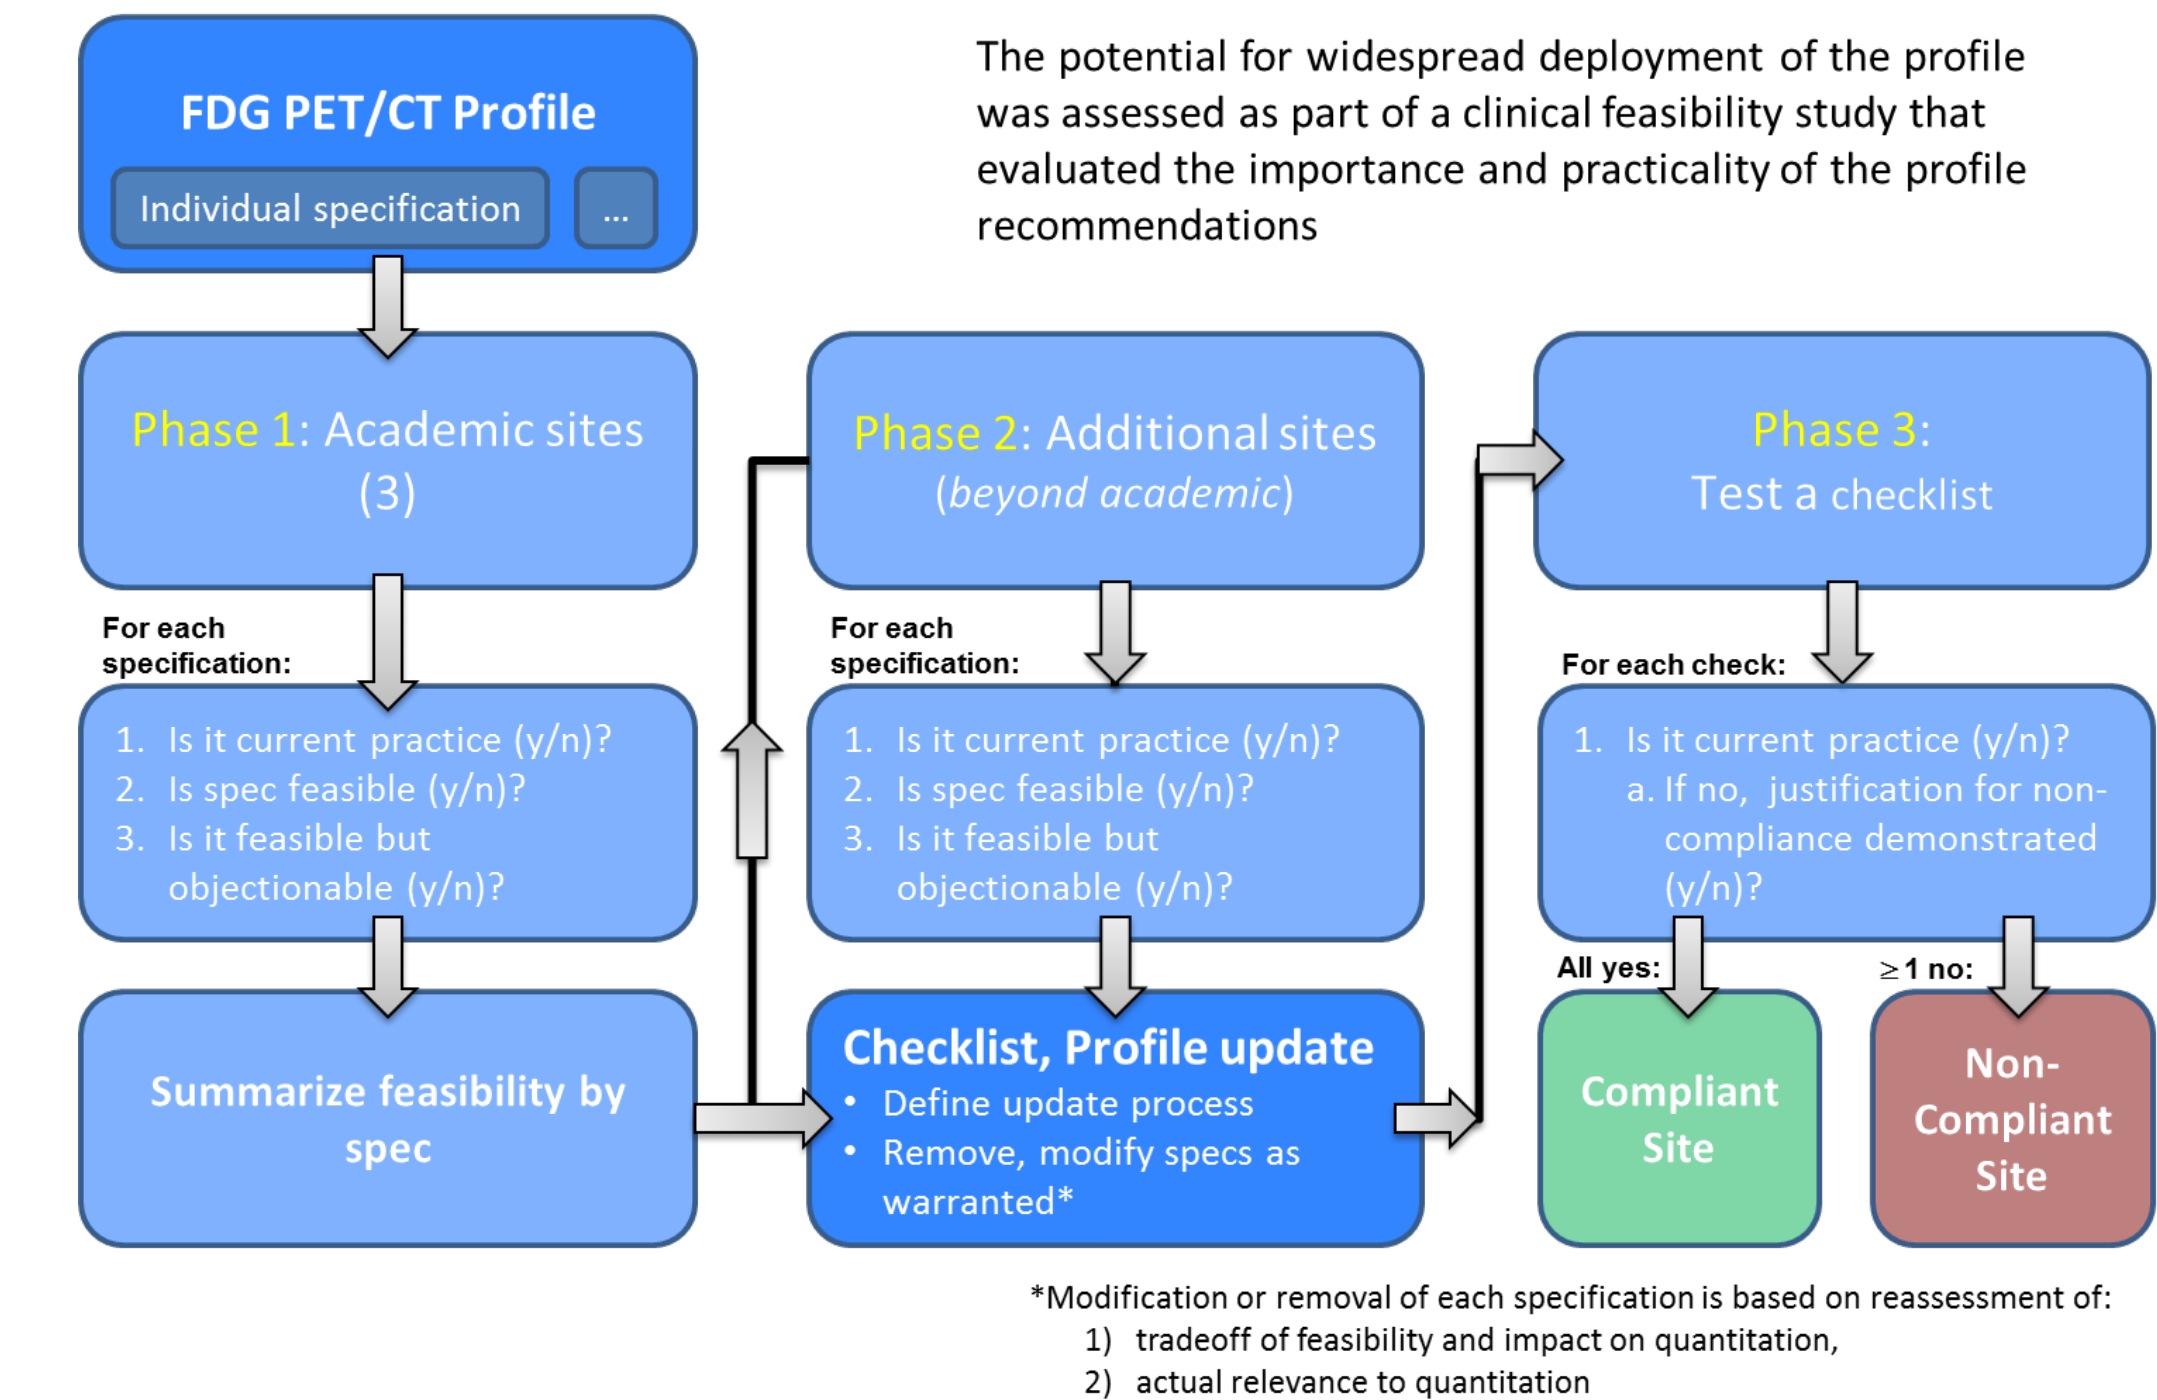 FDG PET/CT Profile
Individual specification
...
The potential for widespread deployment of the profile
was assessed as part of a clinical feasibility study that
evaluated the importance and practicality of the profile
recommendations
Phase 1: Academic sites
(3)
For each
specification:
1. Is it current practice (y/n)?
2. Is spec feasible (y/n)?
3. Is it feasible but
objectionable (y/n)?
Summarize feasibility by
spec
Phase 2: Additional sites
(beyond academic)
For each
specification:
1. Is it current practice (y/n)?
2. Is spec feasible (y/n)?
3. Is it feasible but
objectionable (y/n)?
Checklist, Profile update
• Define update process
• Remove, modify specs as
warranted*
Phase 3:
Test a checklist
For each check:
1. Is it current practice (y/n)?
a. If no, justification for non-
compliance demonstrated
(y/n)?
All yes:
≥1 no:
Compliant
Site
Non-
Compliant
Site
*Modification or removal of each specification is based on reassessment of:
1) tradeoff of feasibility and impact on quantitation,
2) actual relevance to quantitation